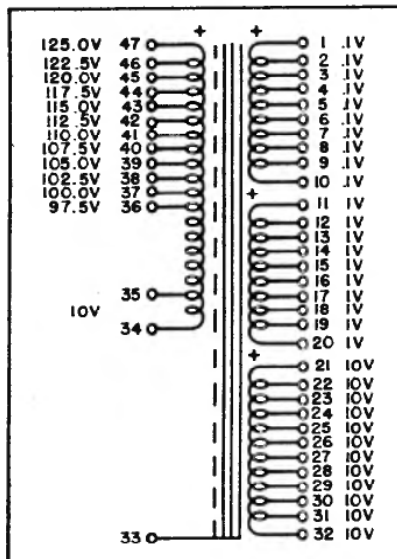 +
125.0V 47
122.5V 46
120.0V 45
117.5V 44
115.0V 43
112.5V 42
110.0V 41
107.5V 40
105.0V 39
102.5V 38
100.0V 37
97.5V 36
35
10V
34
33
+
1 .1V
2 .1V
3 .1V
4 .1V
5 .1V
6 .1V
7 .1V
8 .1V
9 .1V
10 .1V
+
11 1V
12 1V
13 1V
14 1V
15 1V
16 1V
17 1V
18 1V
19 1V
20 1V
+
21 10V
22 10V
23 10V
24 10V
25 10V
26 10V
27 10V
28 10V
29 10V
30 10V
31 10V
32 10V